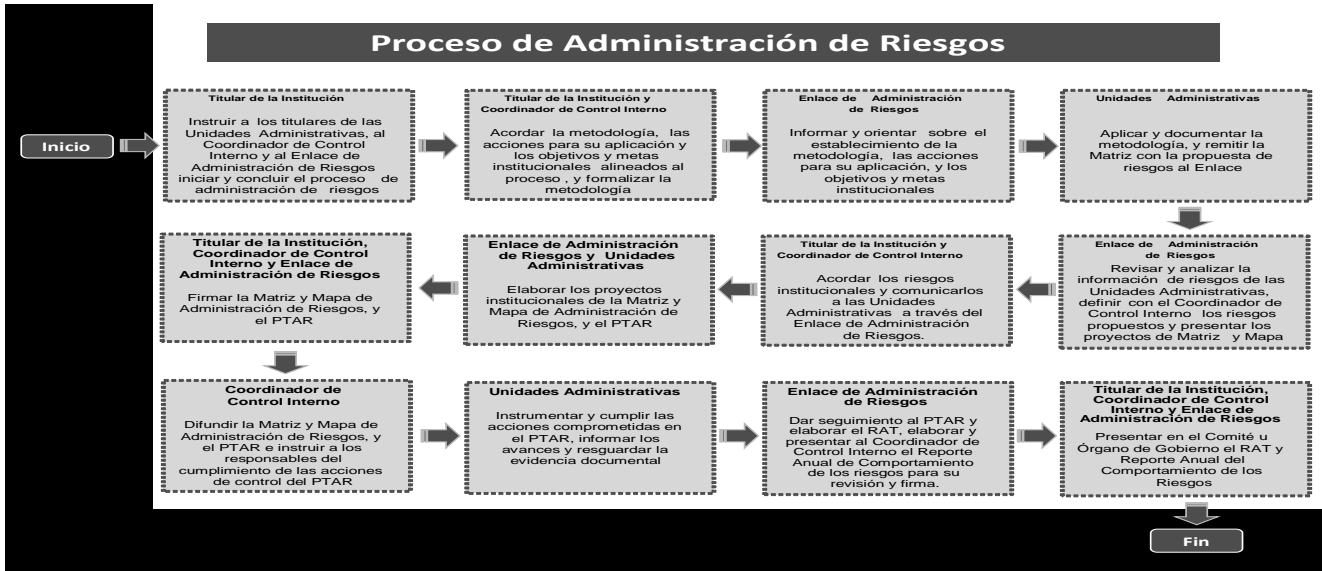 Proceso de Administración de Riesgos
Inicio
Titular de la Institución
Instruir a los titulares de las
Unidades Administrativas, al
Coordinador de Control
Interno y al Enlace de
Administración de Riesgos
iniciar y concluir el proceso de
administración de riesgos
Titular de la Institución y
Coordinador de Control Interno
Acordar la metodología, las
acciones para su aplicación y
los objetivos y metas
institucionales alineados al
proceso , y formalizar la
metodología
Enlace de Administración
de Riesgos
Informar y orientar sobre el
establecimiento de la
metodología, las acciones
para su aplicación, y los
objetivos y metas
institucionales
Unidades Administrativas
Aplicar y documentar la
metodología, y remitir la
Matriz con la propuesta de
riesgos al Enlace
Enlace de Administración
de Riesgos
Revisar y analizar la
información de riesgos de las
Unidades Administrativas,
definir con el Coordinador de
Control Interno los riesgos
propuestos y presentar los
proyectos de Matriz y Mapa
Titular de la Institución y
Coordinador de Control Interno
Acordar los riesgos
institucionales y comunicarlos
a las Unidades
Administrativas a través del
Enlace de Administración
de Riesgos.
Enlace de Administración
de Riesgos y Unidades
Administrativas
Elaborar los proyectos
institucionales de la Matriz y
Mapa de Administración de
Riesgos, y el PTAR
Titular de la Institución,
Coordinador de Control
Interno y Enlace de
Administración de Riesgos
Firmar la Matriz y Mapa de
Administración de Riesgos, y
el PTAR
Coordinador de
Control Interno
Difundir la Matriz y Mapa de
Administración de Riesgos, y
el PTAR e instruir a los
responsables del
cumplimiento de las acciones
de control del PTAR
Unidades Administrativas
Instrumentar y cumplir las
acciones comprometidas en
el PTAR, informar los
avances y resguardar la
evidencia documental
Enlace de Administración
de Riesgos
Dar seguimiento al PTAR y
elaborar el RAT, elaborar y
presentar al Coordinador de
Control Interno el Reporte
Anual de Comportamiento
de los riesgos para su
revisión y firma.
Titular de la Institución,
Coordinador de Control
Interno y Enlace de
Administración de Riesgos
Presentar en el Comité u
Órgano de Gobierno el RAT y
Reporte Anual del
Comportamiento de los
Riesgos
Fin